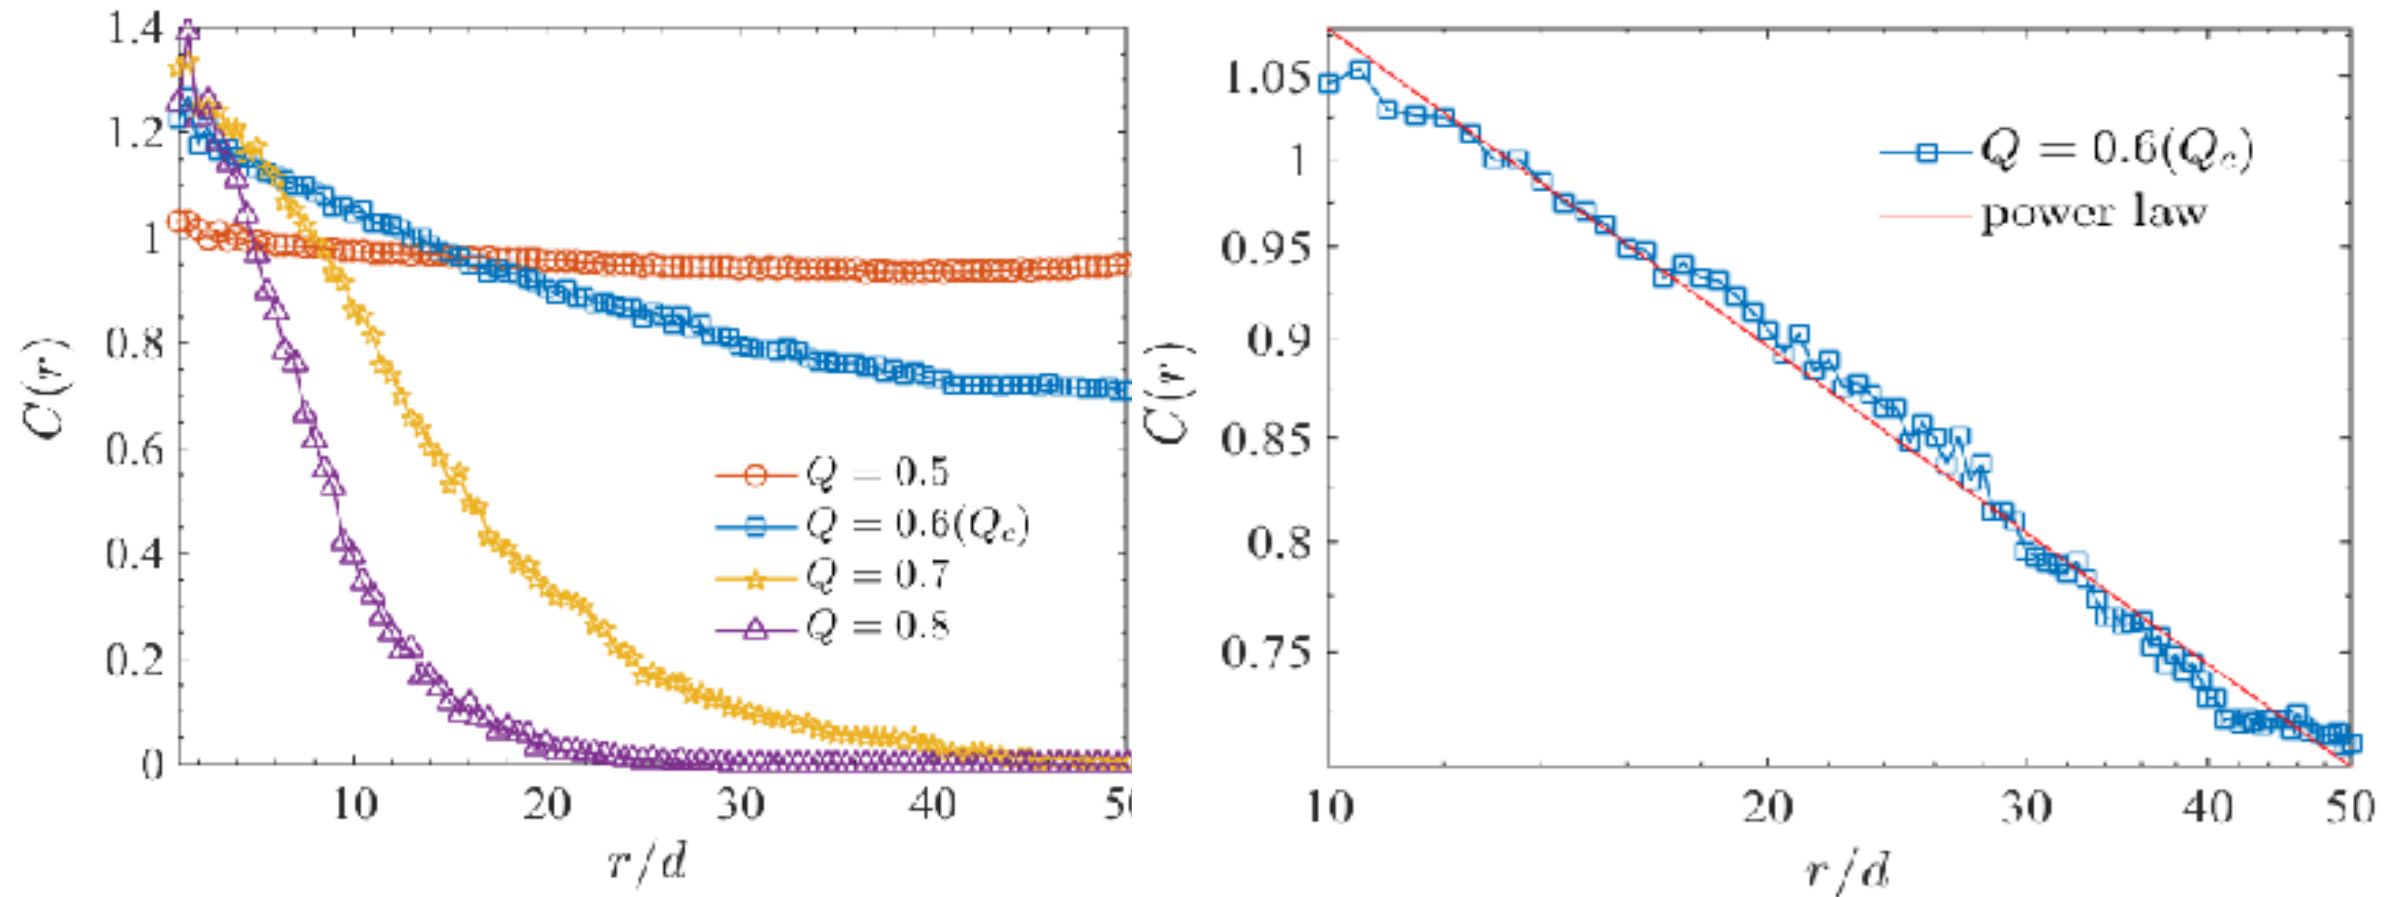 1.4
1.2
1
0.8
0.6
0.4
0.2
0
C(r)
Q = 0.5
Q = 0.6(Q_c)
Q = 0.7
Q = 0.8
10 20 30 40 50
r/d
1.05
1
0.95
0.9
0.85
0.8
0.75
C(r)
Q = 0.6(Q_c)
power law
10 20 30 40 50
r/d